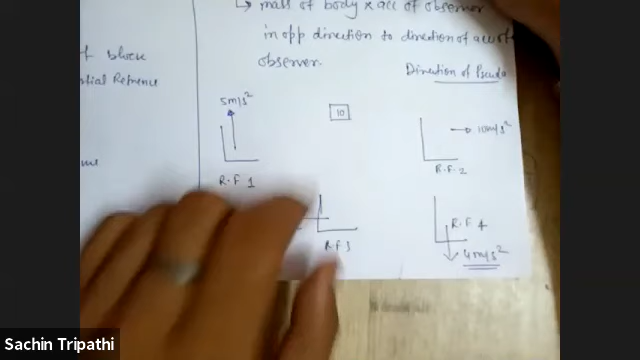 ↳ mass of body × acc of observer
in opp direction to direction of acc of
observer.
block
Reference
Direction of Pseudo
5m/s²
10
10m/s²
R.F 1
R.F 2
R.F 3
R.F 4
4m/s²
Sachin Tripathi